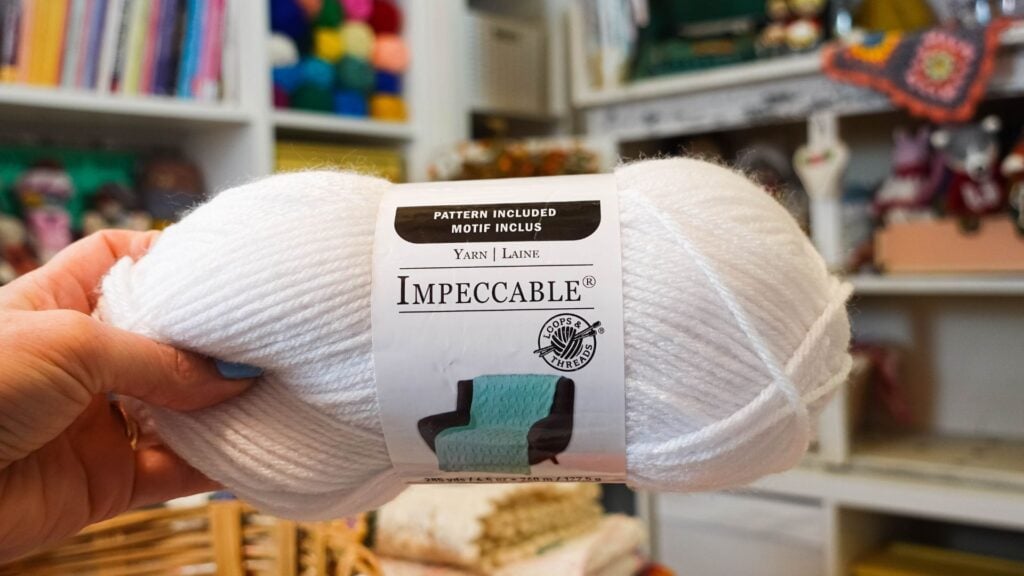 PATTERN INCLUDED
MOTIF INCLUS
YARN | LAINE
IMPECCABLE®
LOOPS &
THREADS®